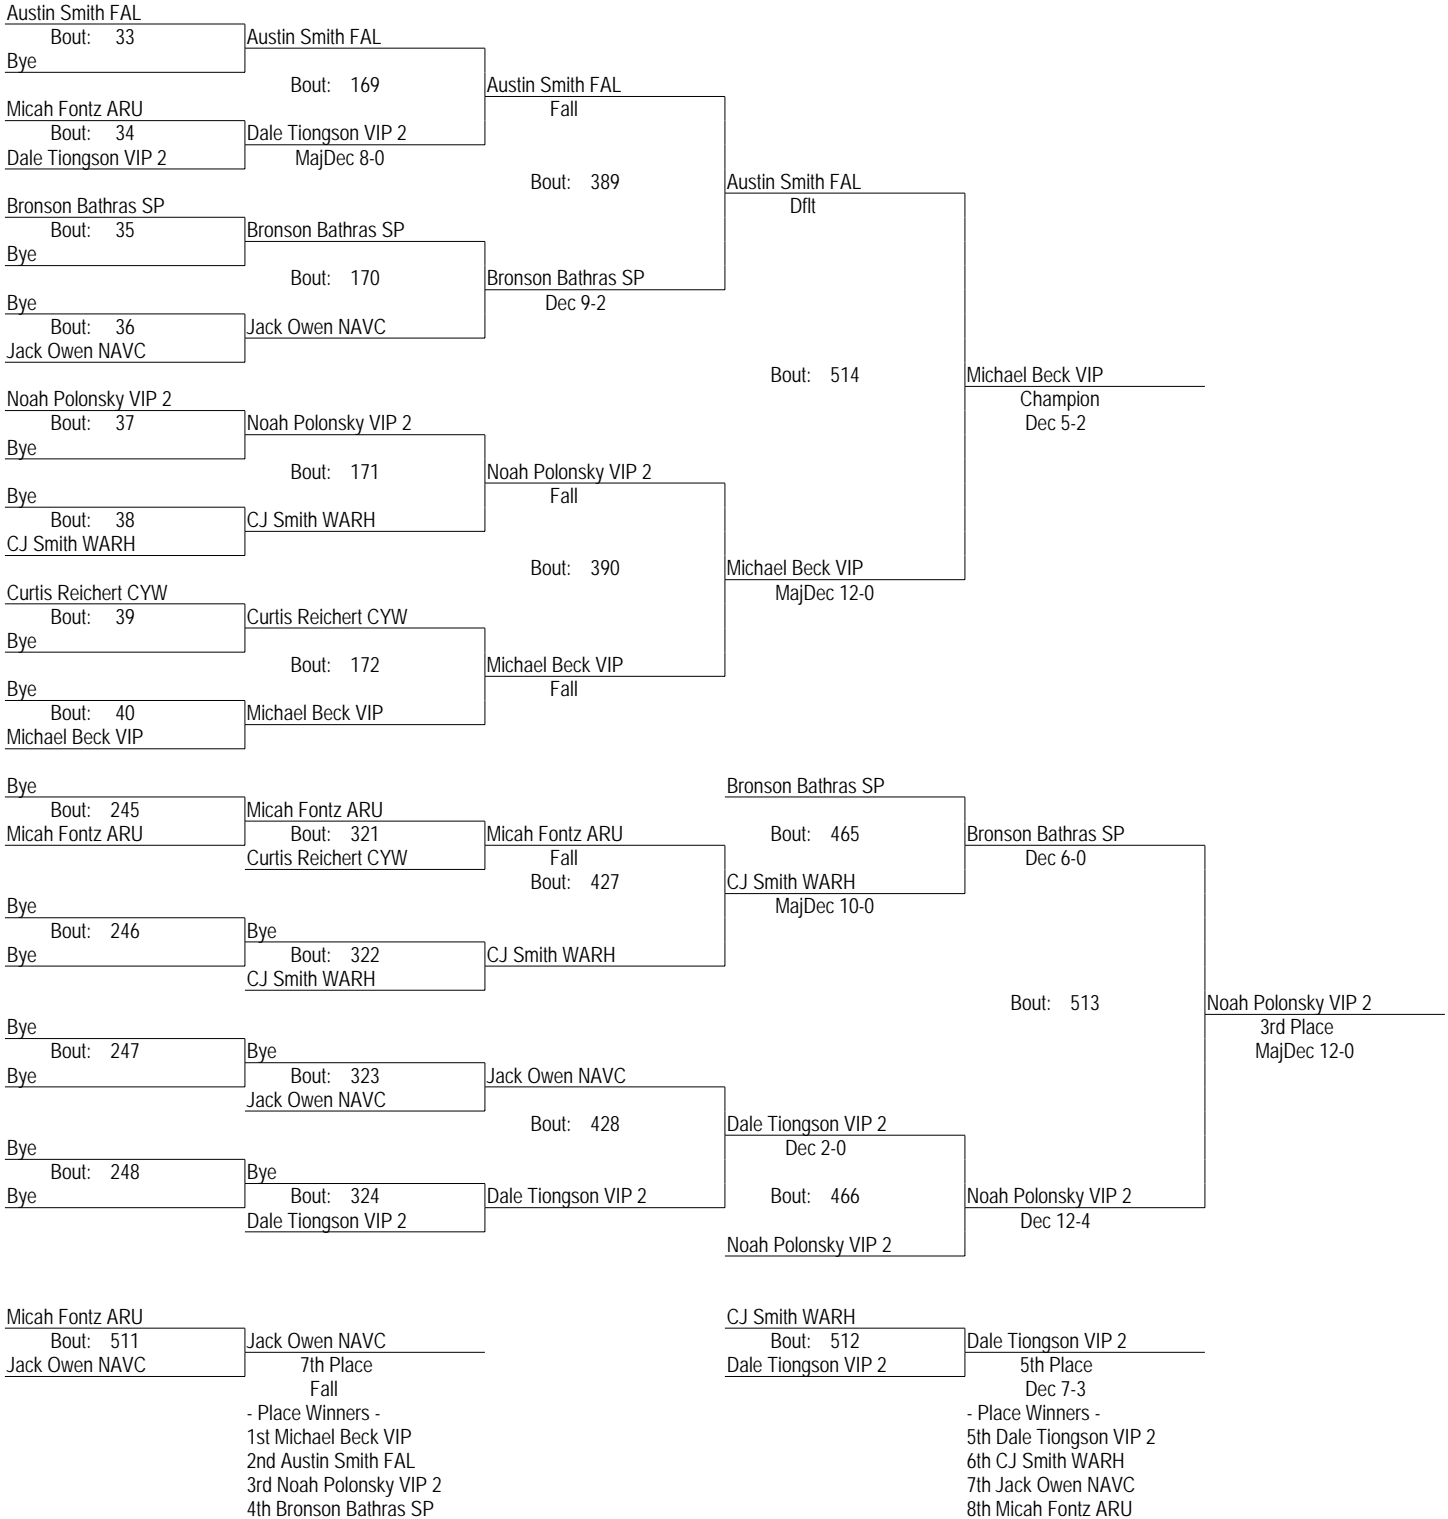 Austin Smith FAL
Bout: 33
Bye
Austin Smith FAL
Bout: 169
Micah Fontz ARU
Bout: 34
Dale Tiongson VIP 2
Dale Tiongson VIP 2
MajDec 8-0
Austin Smith FAL
Fall
Bout: 389
Bronson Bathras SP
Bout: 35
Bye
Bronson Bathras SP
Bout: 170
Bye
Bout: 36
Jack Owen NAVC
Jack Owen NAVC
Bronson Bathras SP
Dec 9-2
Austin Smith FAL
Dflt
Bout: 514
Noah Polonsky VIP 2
Bout: 37
Bye
Noah Polonsky VIP 2
Bout: 171
Bye
Bout: 38
CJ Smith WARH
CJ Smith WARH
Noah Polonsky VIP 2
Fall
Bout: 390
Curtis Reichert CYW
Bout: 39
Bye
Curtis Reichert CYW
Bout: 172
Bye
Bout: 40
Michael Beck VIP
Michael Beck VIP
Michael Beck VIP
Fall
Michael Beck VIP
MajDec 12-0
Michael Beck VIP
Champion
Dec 5-2
Bye
Bout: 245
Micah Fontz ARU
Micah Fontz ARU
Bout: 321
Curtis Reichert CYW
Micah Fontz ARU
Fall
Bout: 427
Bye
Bout: 246
Bye
Bye
Bout: 322
CJ Smith WARH
CJ Smith WARH
Bronson Bathras SP
Bout: 465
CJ Smith WARH
MajDec 10-0
Bronson Bathras SP
Dec 6-0
Bout: 513
Bye
Bout: 247
Bye
Bye
Bout: 323
Jack Owen NAVC
Jack Owen NAVC
Bout: 428
Bye
Bout: 248
Bye
Bye
Bout: 324
Dale Tiongson VIP 2
Dale Tiongson VIP 2
Dale Tiongson VIP 2
Dec 2-0
Bout: 466
Noah Polonsky VIP 2
Noah Polonsky VIP 2
Dec 12-4
Noah Polonsky VIP 2
3rd Place
MajDec 12-0
Micah Fontz ARU
Bout: 511
Jack Owen NAVC
Jack Owen NAVC
7th Place
Fall
- Place Winners -
1st Michael Beck VIP
2nd Austin Smith FAL
3rd Noah Polonsky VIP 2
4th Bronson Bathras SP
CJ Smith WARH
Bout: 512
Dale Tiongson VIP 2
Dale Tiongson VIP 2
5th Place
Dec 7-3
- Place Winners -
5th Dale Tiongson VIP 2
6th CJ Smith WARH
7th Jack Owen NAVC
8th Micah Fontz ARU